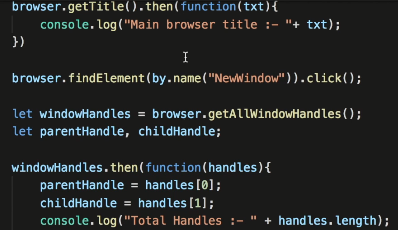 browser.getTitle().then(function(txt){
    console.log("Main browser title :- "+ txt);
})
browser.findElement(by.name("NewWindow")).click();
let windowHandles = browser.getAllWindowHandles();
let parentHandle, childHandle;
windowHandles.then(function(handles){
    parentHandle = handles[0];
    childHandle = handles[1];
    console.log("Total Handles :- " + handles.length);